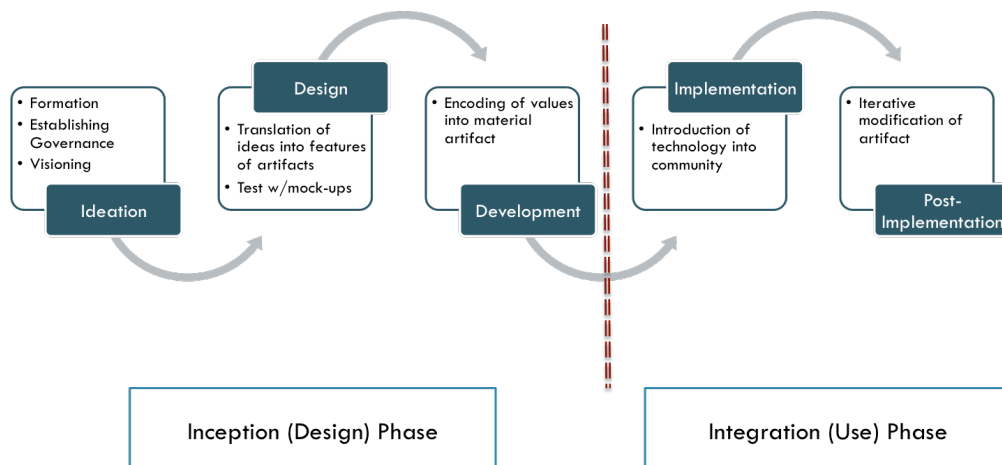 • Formation
• Establishing
Governance
• Visioning
Ideation
Design
• Translation of
ideas into features
of artifacts
• Test w/mock-ups
• Encoding of values
into material
artifact
Development
Implementation
• Introduction of
technology into
community
• Iterative
modification of
artifact
Post-
Implementation
Inception (Design) Phase
Integration (Use) Phase